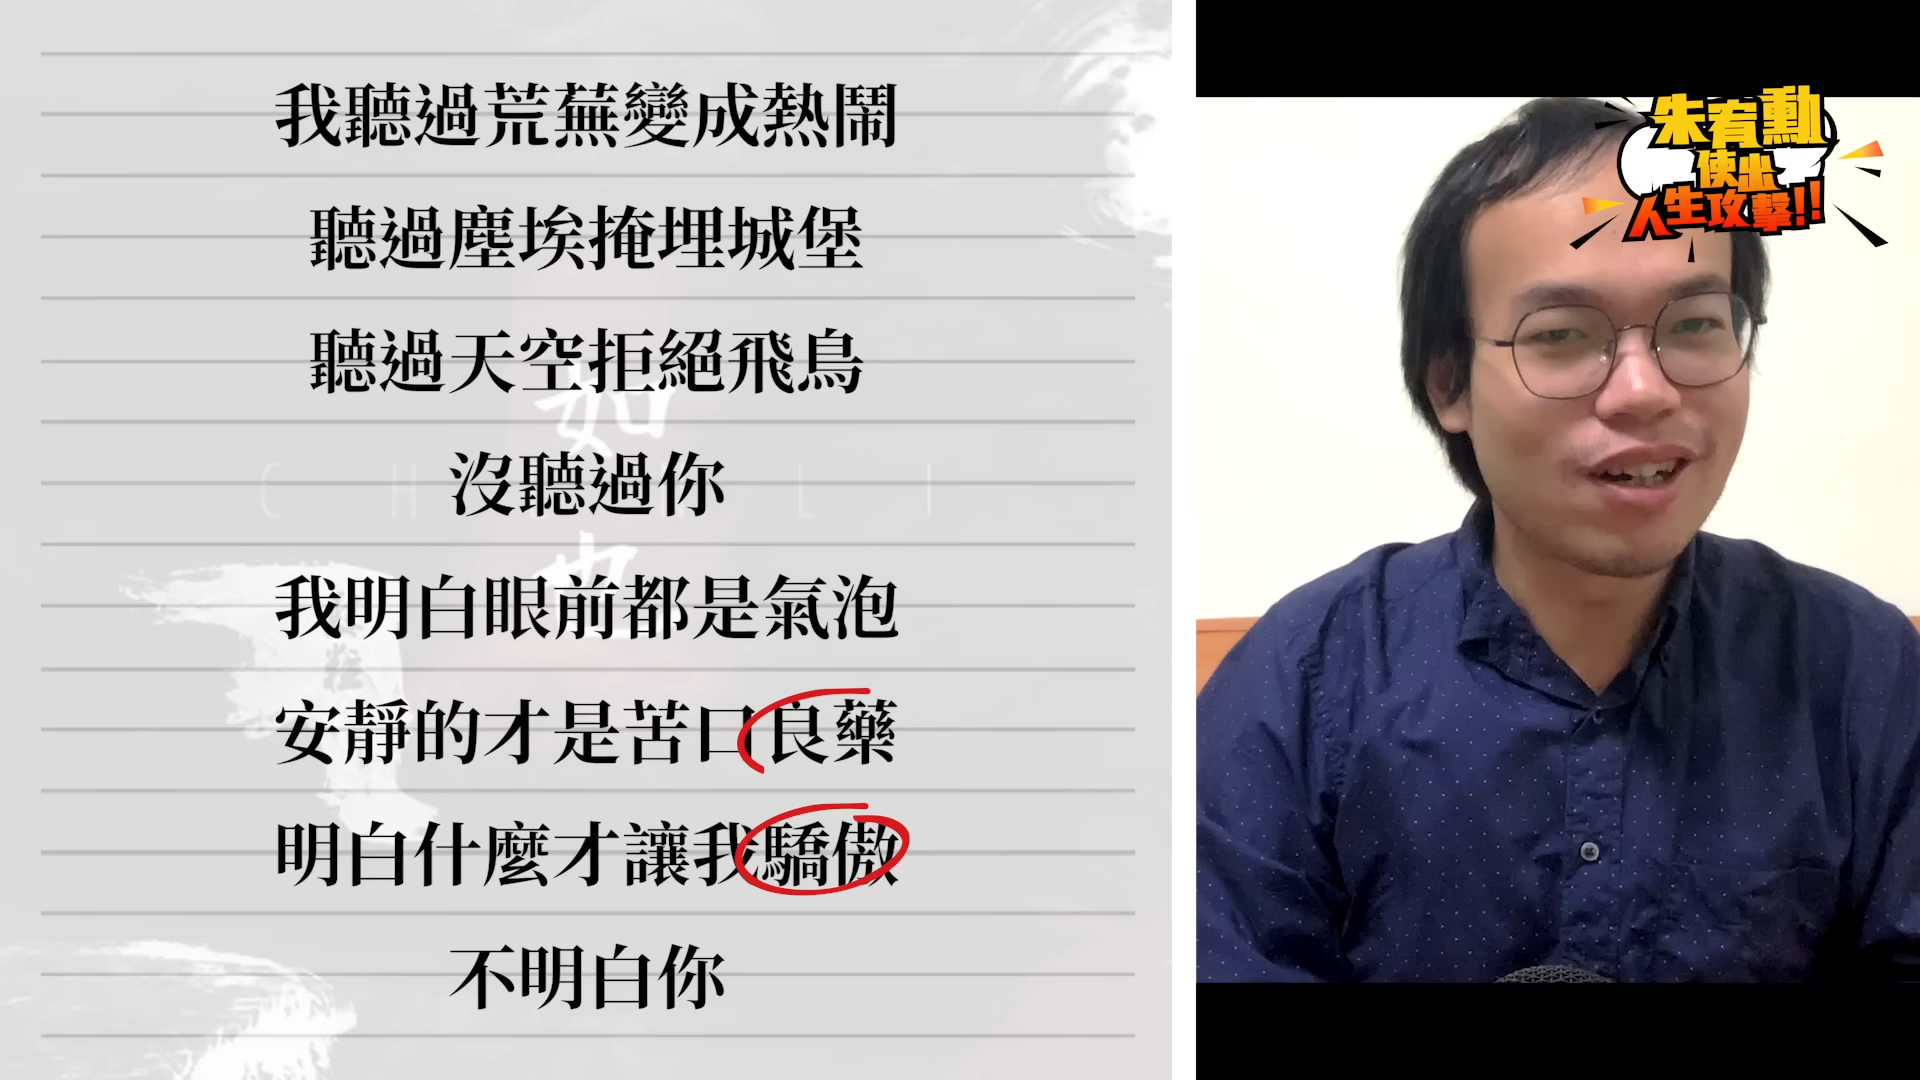 我聽過荒蕪變成熱鬧
聽過塵埃掩埋城堡
聽過天空拒絕飛鳥
沒聽過你
我明白眼前都是氣泡
安靜的才是苦口良藥
明白什麼才讓我驕傲
不明白你
如也
朱宥勳
使出
人生攻擊!!